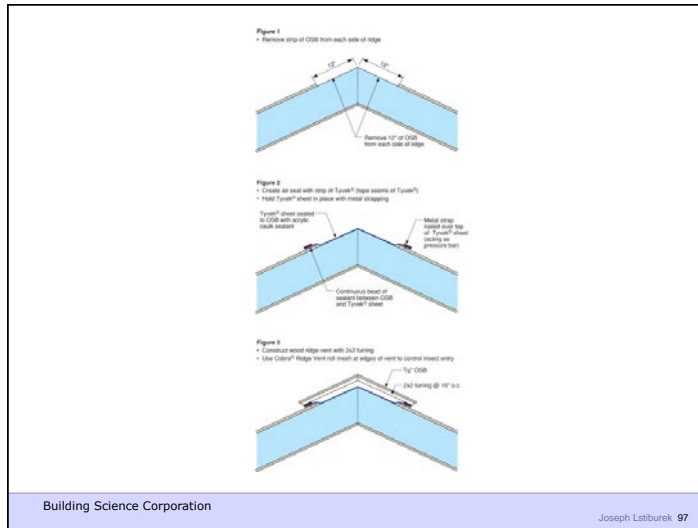 Figure 1
• Remove strip of OSB from each side of ridge
12" 12"
Remove 12" of OSB
from each side of ridge
Figure 2
• Create air seal with strip of Tyvek® (tape seams of Tyvek®)
• Hold Tyvek® sheet in place with metal strapping
Tyvek® sheet sealed
to OSB with acrylic
caulk sealant
Metal strap
nailed over top
of Tyvek® sheet
(acting as
pressure bar)
Continuous bead of
sealant between OSB
and Tyvek® sheet
Figure 3
• Construct wood ridge vent with 2x2 furring
• Use Cobra® Ridge Vent roll mesh at edges of vent to control insect entry
OSB
2x2 furring @ 16" o.c.
Building Science Corporation
Joseph Lstiburek 97